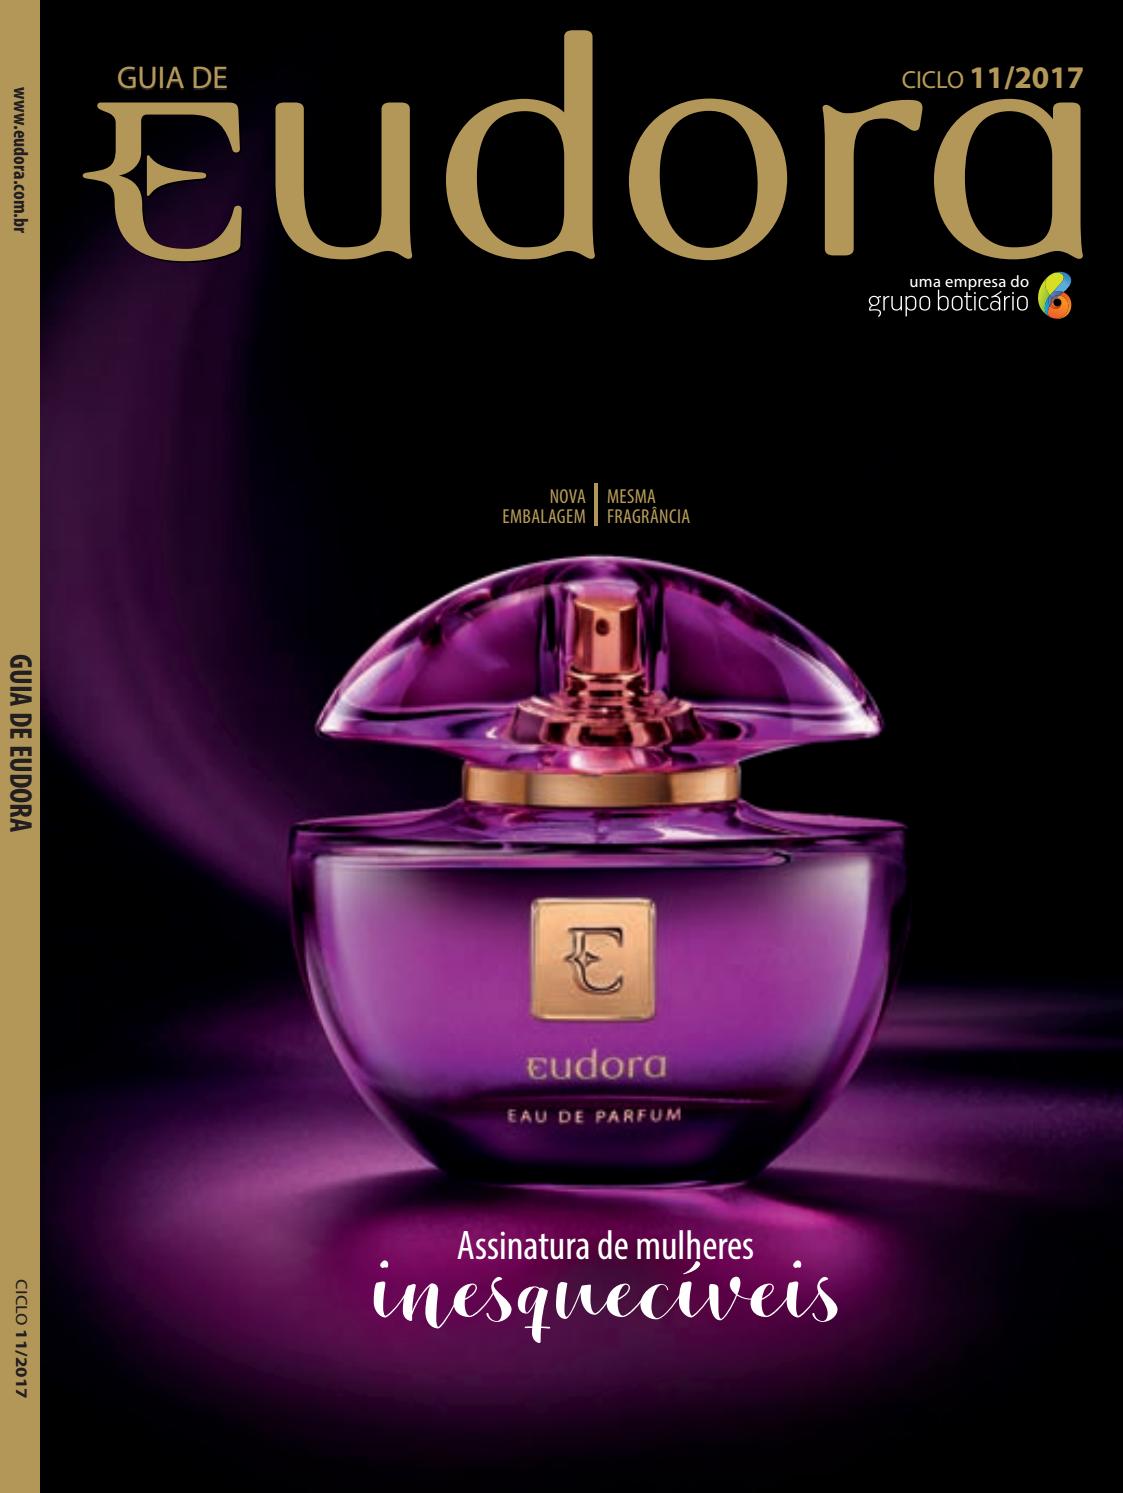 GUIA DE
CICLO 11/2017
Eudora
uma empresa do
grupo boticário
NOVA
EMBALAGEM
MESMA
FRAGRÂNCIA
E
eudora
EAU DE PARFUM
Assinatura de mulheres
inesquecíveis
www.eudora.com.br
GUIA DE EUDORA
CICLO 11/2017